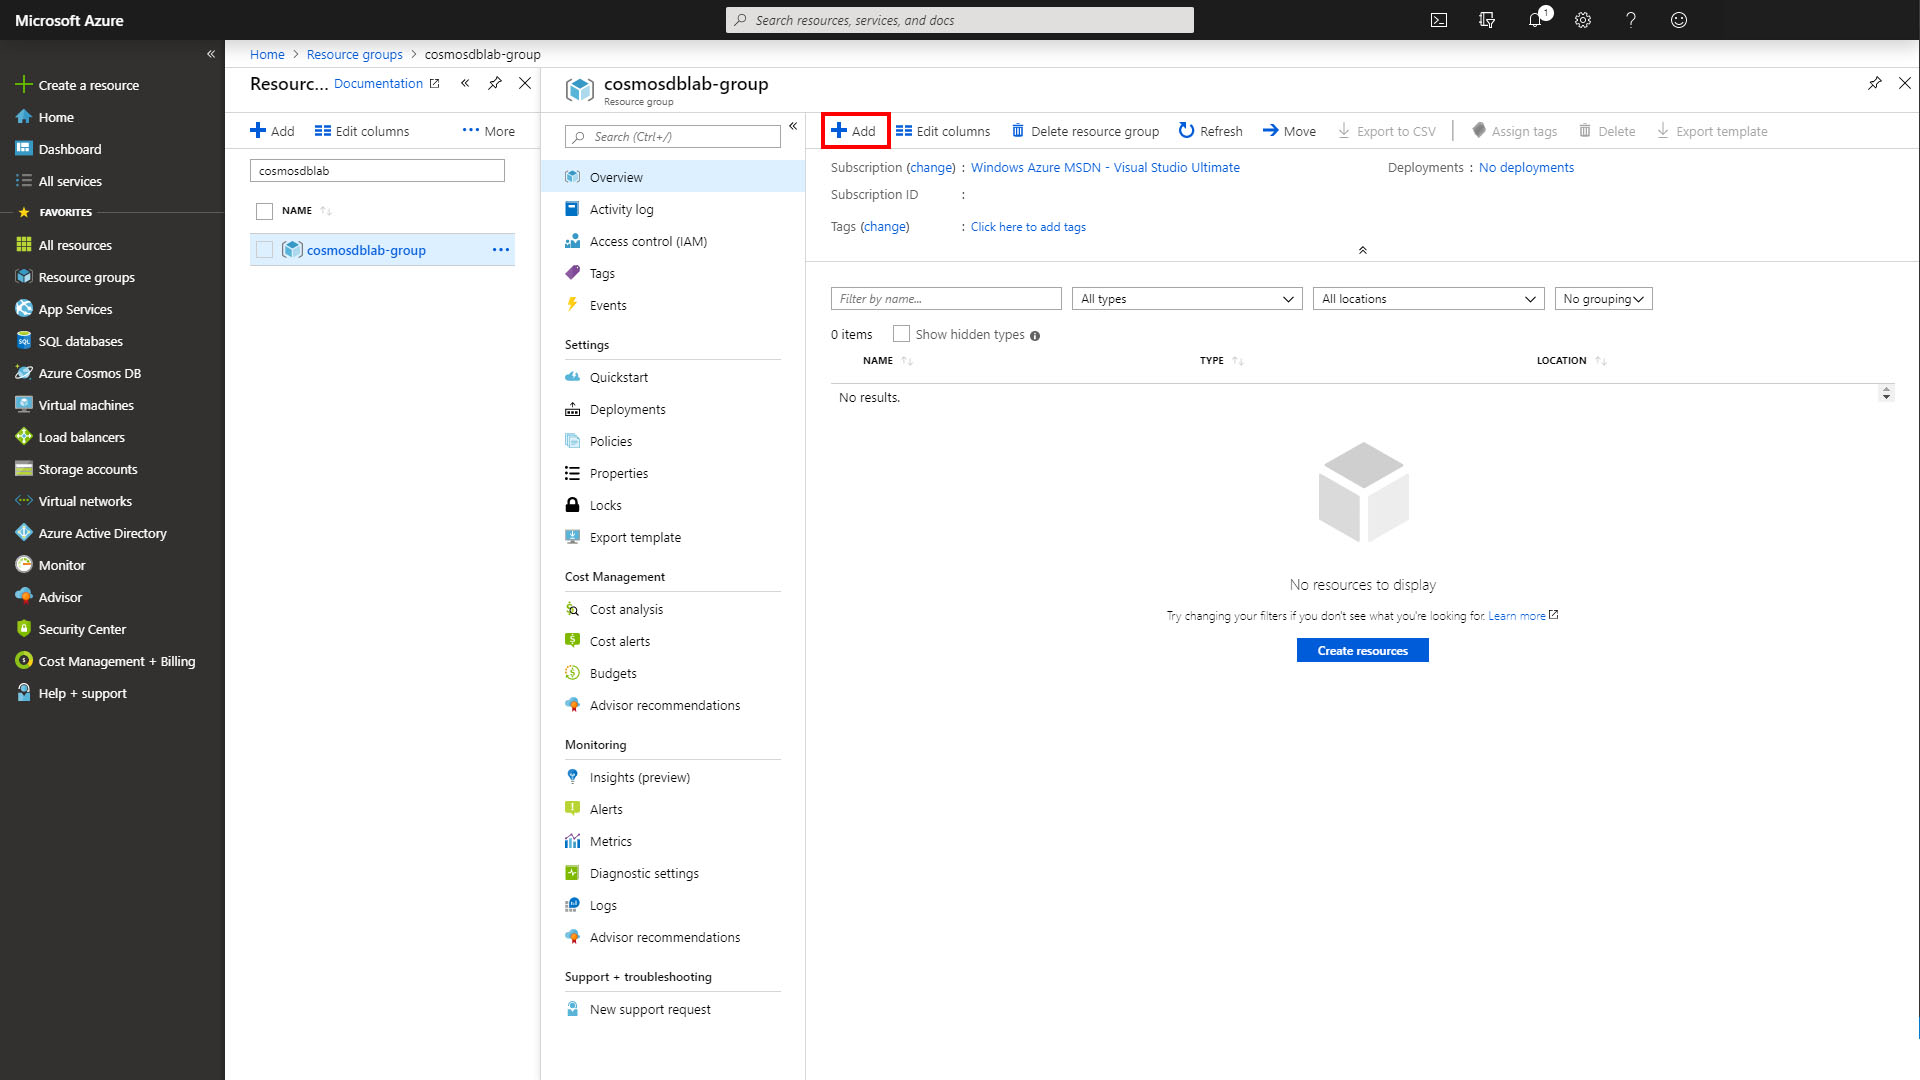 Microsoft Azure
Search resources, services, and docs
1
Create a resource
Home
Dashboard
All services
FAVORITES
All resources
Resource groups
App Services
SQL databases
Azure Cosmos DB
Virtual machines
Load balancers
Storage accounts
Virtual networks
Azure Active Directory
Monitor
Advisor
Security Center
Cost Management + Billing
Help + support
Home > Resource groups > cosmosdblab-group
Resourc... Documentation
Add Edit columns More
cosmosdblab
NAME
cosmosdblab-group
cosmosdblab-group
Resource group
Search (Ctrl+/)
Overview
Activity log
Access control (IAM)
Tags
Events
Settings
Quickstart
Deployments
Policies
Properties
Locks
Export template
Cost Management
Cost analysis
Cost alerts
Budgets
Advisor recommendations
Monitoring
Insights (preview)
Alerts
Metrics
Diagnostic settings
Logs
Advisor recommendations
Support + troubleshooting
New support request
Add Edit columns Delete resource group Refresh Move Export to CSV Assign tags Delete Export template
Subscription (change) : Windows Azure MSDN - Visual Studio Ultimate Deployments : No deployments
Subscription ID :
Tags (change) : Click here to add tags
Filter by name... All types All locations No grouping
0 items Show hidden types
NAME TYPE LOCATION
No results.
No resources to display
Try changing your filters if you don't see what you're looking for. Learn more
Create resources